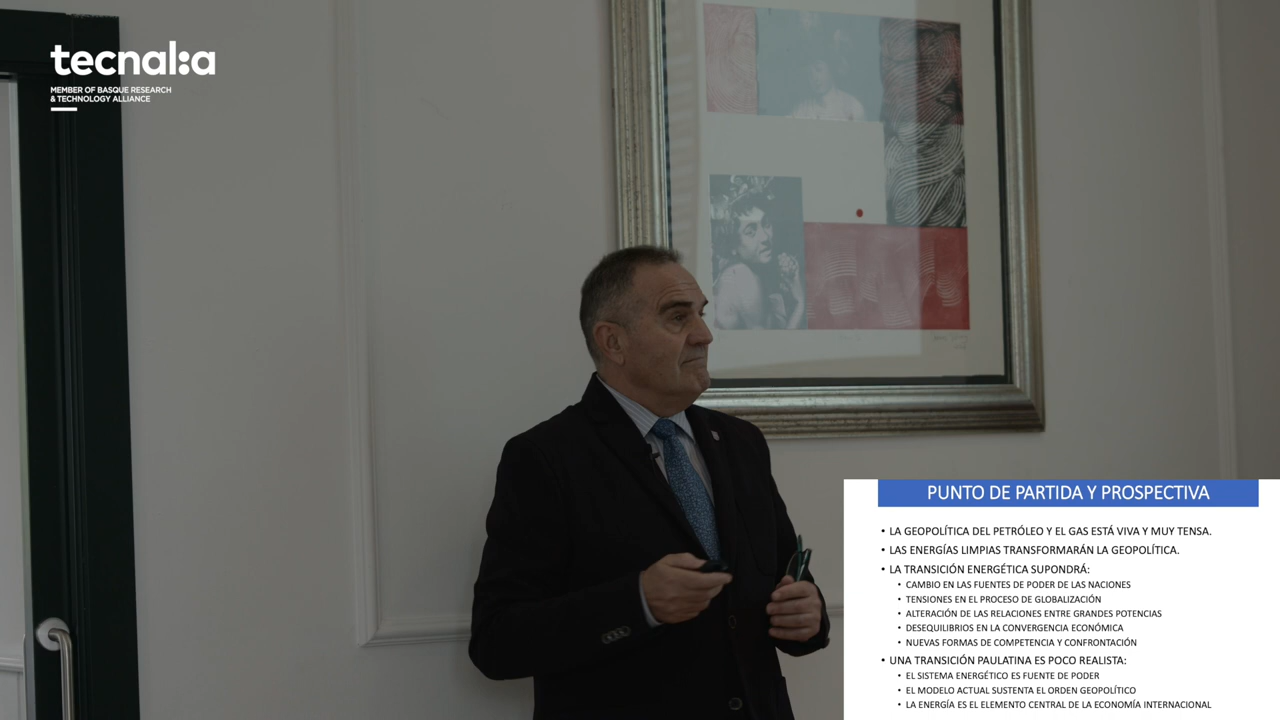 tecnal:a
MEMBER OF BASQUE RESEARCH
& TECHNOLOGY ALLIANCE
PUNTO DE PARTIDA Y PROSPECTIVA
• LA GEOPOLÍTICA DEL PETRÓLEO Y EL GAS ESTÁ VIVA Y MUY TENSA.
• LAS ENERGÍAS LIMPIAS TRANSFORMARÁN LA GEOPOLÍTICA.
• LA TRANSICIÓN ENERGÉTICA SUPONDRÁ:
• CAMBIO EN LAS FUENTES DE PODER DE LAS NACIONES
• TENSIONES EN EL PROCESO DE GLOBALIZACIÓN
• ALTERACIÓN DE LAS RELACIONES ENTRE GRANDES POTENCIAS
• DESEQUILIBRIOS EN LA CONVERGENCIA ECONÓMICA
• NUEVAS FORMAS DE COMPETENCIA Y CONFRONTACIÓN
• UNA TRANSICIÓN PAULATINA ES POCO REALISTA:
• EL SISTEMA ENERGÉTICO ES FUENTE DE PODER
• EL MODELO ACTUAL SUSTENTA EL ORDEN GEOPOLÍTICO
• LA ENERGÍA ES EL ELEMENTO CENTRAL DE LA ECONOMÍA INTERNACIONAL